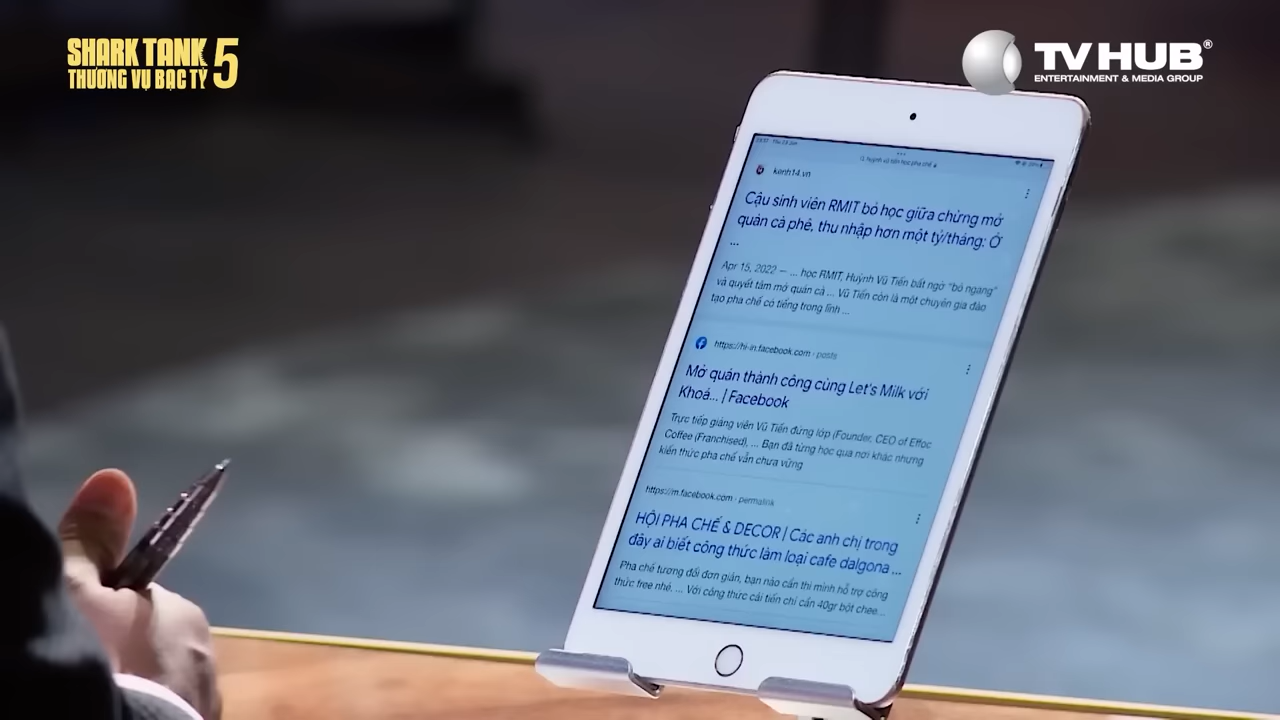 SHARK TANK
THƯƠNG VỤ BẠC TỶ 5
TV HUB®
ENTERTAINMENT & MEDIA GROUP
huỳnh vũ tiến học pha chế
kenh14.vn
Cậu sinh viên RMIT bỏ học giữa chừng mở
quán cà phê, thu nhập hơn một tỷ/tháng: Ở
...
Apr 15, 2022 — ... học RMIT, Huỳnh Vũ Tiến bất ngờ "bỏ ngang"
và quyết tâm mở quán cà ... Vũ Tiến còn là một chuyên gia đào
tạo pha chế có tiếng trong lĩnh ...
https://hi-in.facebook.com › posts
Mở quán thành công cùng Let's Milk với
Khoá... | Facebook
Trực tiếp giảng viên Vũ Tiến đứng lớp (Founder, CEO of Effoc
Coffee (Franchised), ... Bạn đã từng học qua nơi khác nhưng
kiến thức pha chế vẫn chưa vững
https://m.facebook.com › permalink
HỘI PHA CHẾ & DECOR | Các anh chị trong
đây ai biết công thức làm loại cafe dalgona ...
Pha chế tương đối đơn giản, bạn nào cần thì mình hỗ trợ công
thức free nhé. ... Với công thức cải tiến chỉ cần 40gr bột chee...